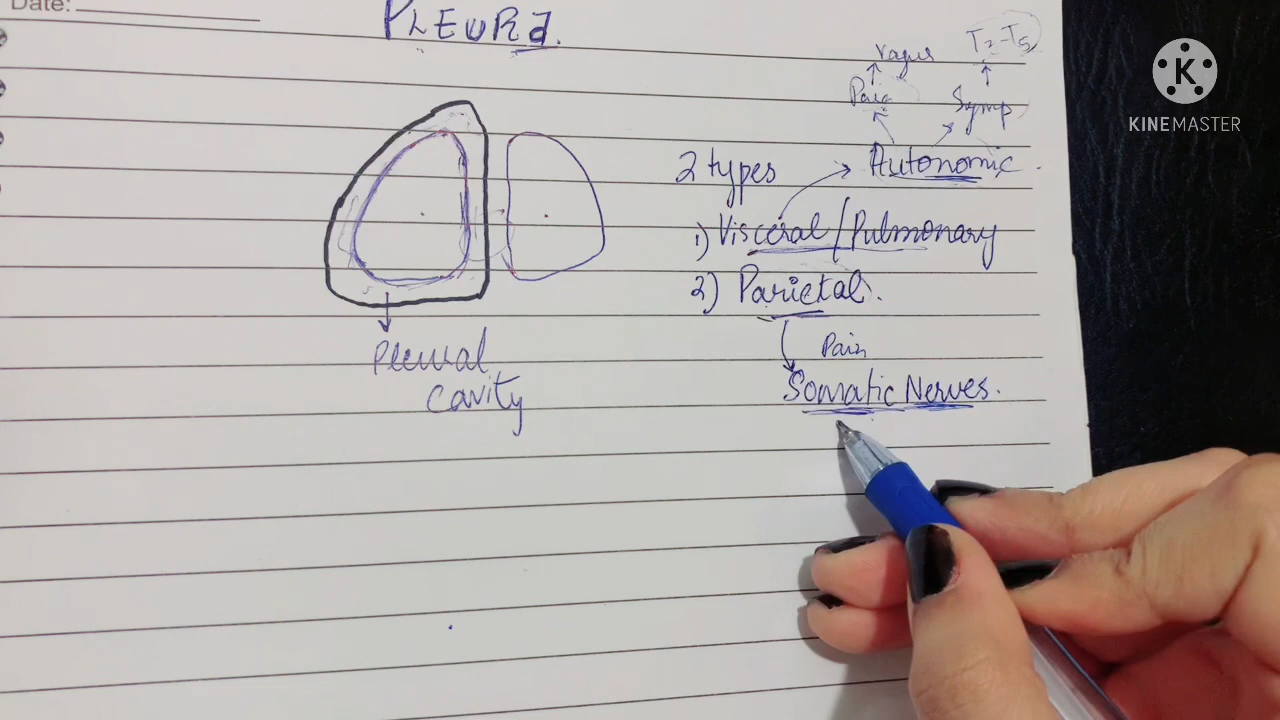 Date:
PLEURA.
T2-T5
Vagus
Para
Symp
2 types
Autonomic.
1) Visceral/Pulmonary
2) Parietal.
Pain
Somatic Nerves.
Pleural
cavity
K
KINEMASTER